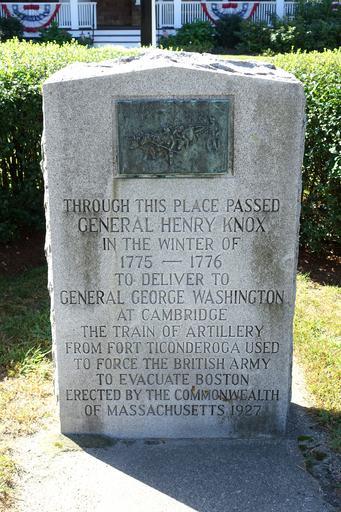 THROUGH THIS PLACE PASSED
GENERAL HENRY KNOX
IN THE WINTER OF
1775 — 1776
TO DELIVER TO
GENERAL GEORGE WASHINGTON
AT CAMBRIDGE
THE TRAIN OF ARTILLERY
FROM FORT TICONDEROGA USED
TO FORCE THE BRITISH ARMY
TO EVACUATE BOSTON
ERECTED BY THE COMMONWEALTH
OF MASSACHUSETTS 1927